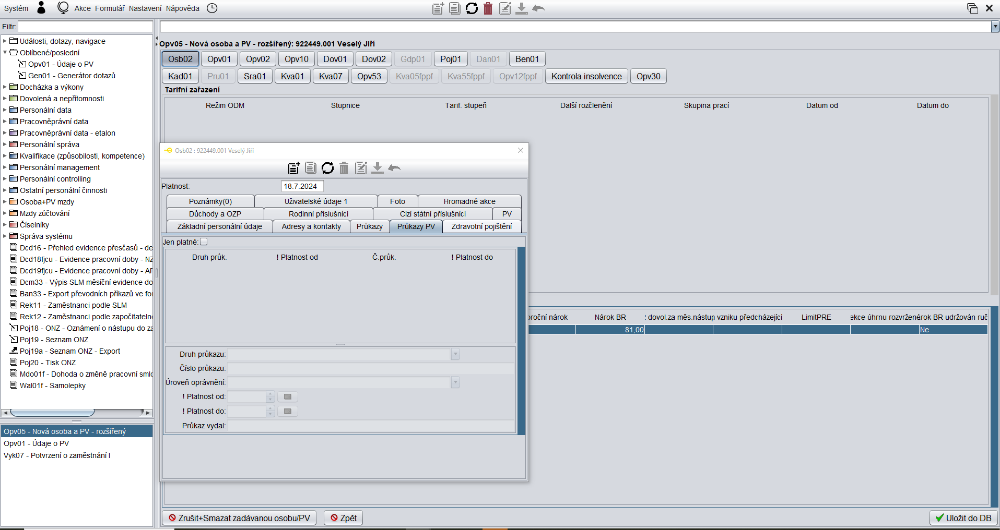 Systém Akce Formulář Nastavení Nápověda
Filtr:
Události, dotazy, navigace
Oblíbené/poslední
Opv01 - Údaje o PV
Gen01 - Generátor dotazů
Docházka a výkony
Dovolená a nepřítomnosti
Personální data
Pracovněprávní data
Pracovněprávní data - etalon
Personální správa
Kvalifikace (způsobilosti, kompetence)
Personální management
Personální controlling
Ostatní personální činnosti
Osoba+PV mzdy
Mzdy zúčtování
Číselníky
Správa systému
Dcd16 - Přehled evidence přesčasů - de
Dcd18fjcu - Evidence pracovní doby - NZ
Dcd19fjcu - Evidence pracovní doby - AF
Dcm33 - Výpis SLM měsíční evidence do
Ban33 - Export převodních příkazů ve for
Rek11 - Zaměstnanci podle SLM
Rek12 - Zaměstnanci podle započitateln
Poj18 - ONZ - Oznámení o nástupu do za
Poj19 - Seznam ONZ
Poj19a - Seznam ONZ - Export
Poj20 - Tisk ONZ
Mdo01f - Dohoda o změně pracovní smlo
Wal01f - Samolepky
Opv05 - Nová osoba a PV - rozšířený
Opv01 - Údaje o PV
Vyk07 - Potvrzení o zaměstnání I
Opv05 - Nová osoba a PV - rozšířený: 922449.001 Veselý Jiří
Osb02 Opv01 Opv02 Opv10 Dov01 Dov02 Gdp01 Poj01 Dan01 Ben01
Kad01 Pru01 Sra01 Kva01 Kva07 Opv53 Kva05fppf Kva55fppf Opv12fppf Kontrola insolvence Opv30
Tarifní zařazení
Režim ODM Stupnice Tarif. stupeň Další rozčlenění Skupina prací Datum od Datum do
Osb02 : 922449.001 Veselý Jiří
Platnost: 18.7.2024
Poznámky(0) Uživatelské údaje 1 Foto Hromadné akce
Důchody a OZP Rodinní příslušníci Cizí státní příslušníci PV
Základní personální údaje Adresy a kontakty Průkazy Průkazy PV Zdravotní pojištění
Jen platné:
Druh průk. ! Platnost od Č.průk. ! Platnost do
Druh průkazu:
Číslo průkazu:
Úroveň oprávnění:
! Platnost od:
! Platnost do:
Průkaz vydal:
oroční nárok Nárok BR dovol.za měs.nástup vzniku předcházející LimitPRE ekce úhrnu rozvržené rok BR udržován ruč
81,00 Ne
Zrušit+Smazat zadávanou osobu/PV Zpět Uložit do DB